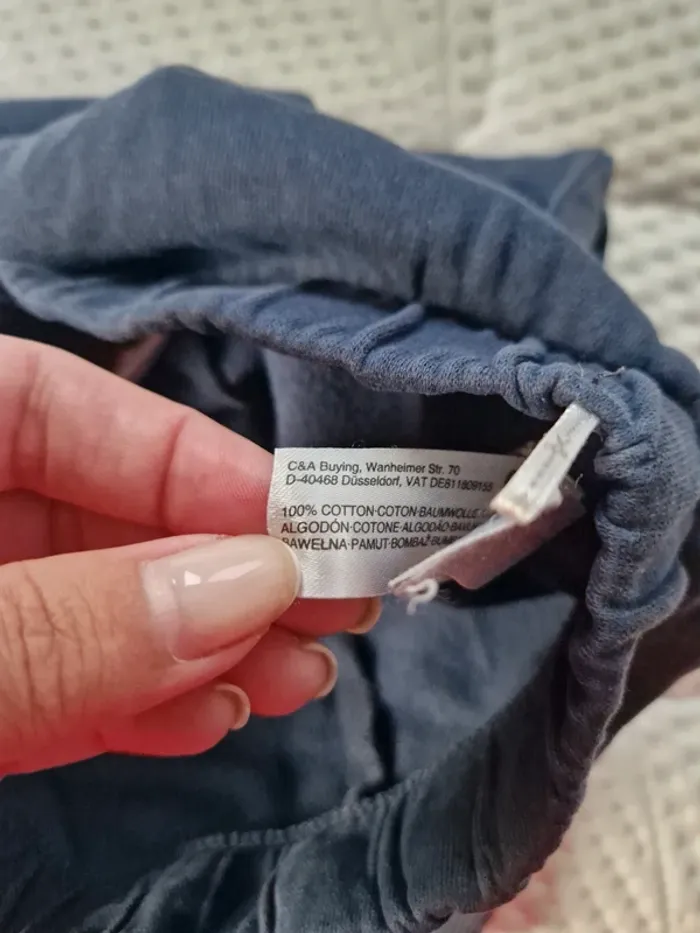 C&A Buying, Wanheimer Str. 70
D-40468 Düsseldorf, VAT DE811809155
100% COTTON·COTON·BAUMWOLLE
ALGODÓN·COTONE·ALGODÃO
BAWEŁNA·PAMUT·BOMBAŽ